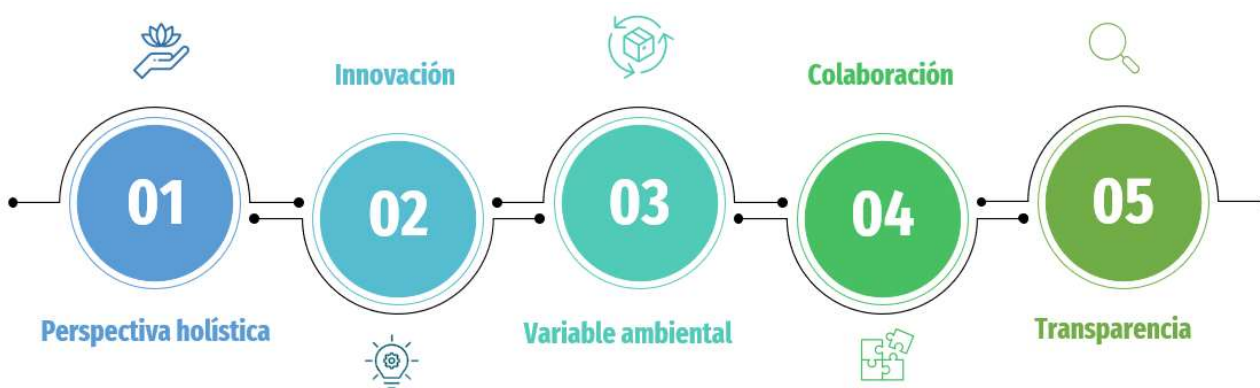 01
Perspectiva holística
Innovación
02
03
Variable ambiental
Colaboración
04
05
Transparencia